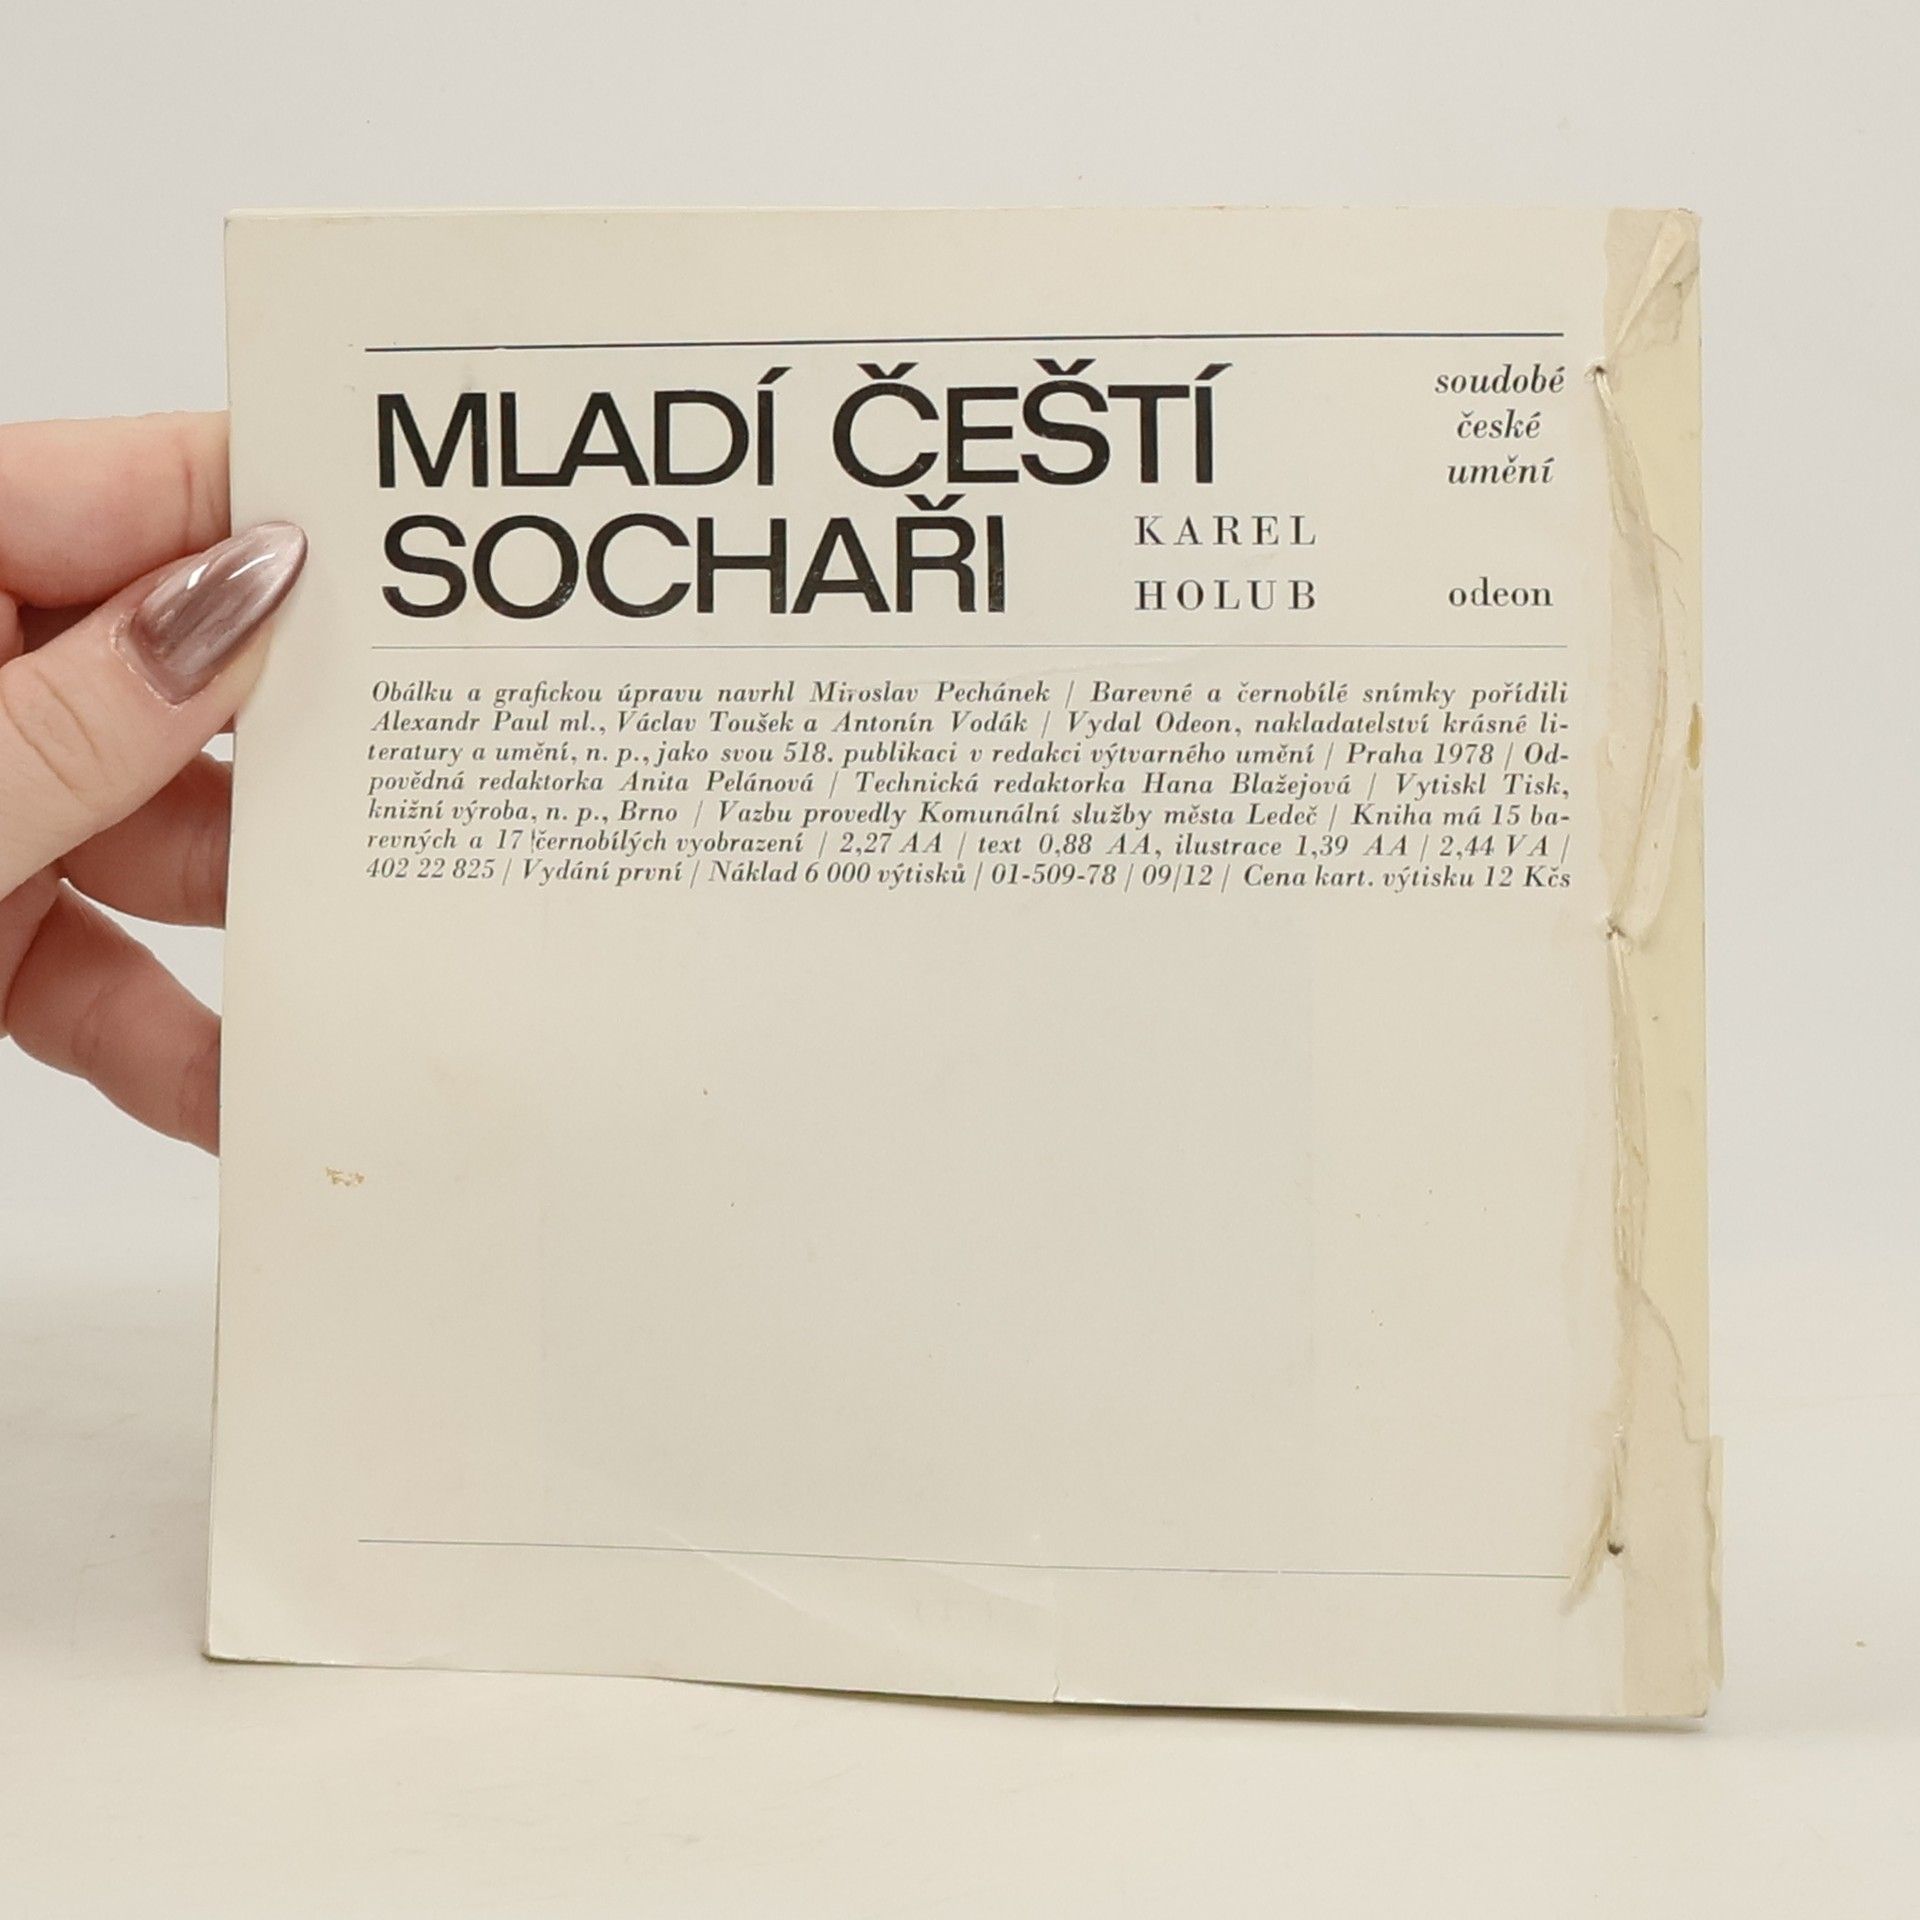 MLADÍ ČEŠTÍ
SOCHAŘI
KAREL
HOLUB
soudobé
české
umění
odeon
Obálku a grafickou úpravu navrhl Miroslav Pechánek / Barevné a černobílé snímky pořídili
Alexandr Paul ml., Václav Toušek a Antonín Vodák / Vydal Odeon, nakladatelství krásné li-
teratury a umění, n. p., jako svou 518. publikaci v redakci výtvarného umění / Praha 1978 / Od-
povědná redaktorka Anita Pelánová / Technická redaktorka Hana Blažejová / Vytiskl Tisk,
knižní výroba, n. p., Brno / Vazbu provedly Komunální služby města Ledeč / Kniha má 15 ba-
revných a 17 černobílých vyobrazení / 2,27 AA / text 0,88 AA, ilustrace 1,39 AA / 2,44 VA /
402 22 825 / Vydání první / Náklad 6 000 výtisků / 01-509-78 / 09/12 / Cena kart. výtisku 12 Kčs